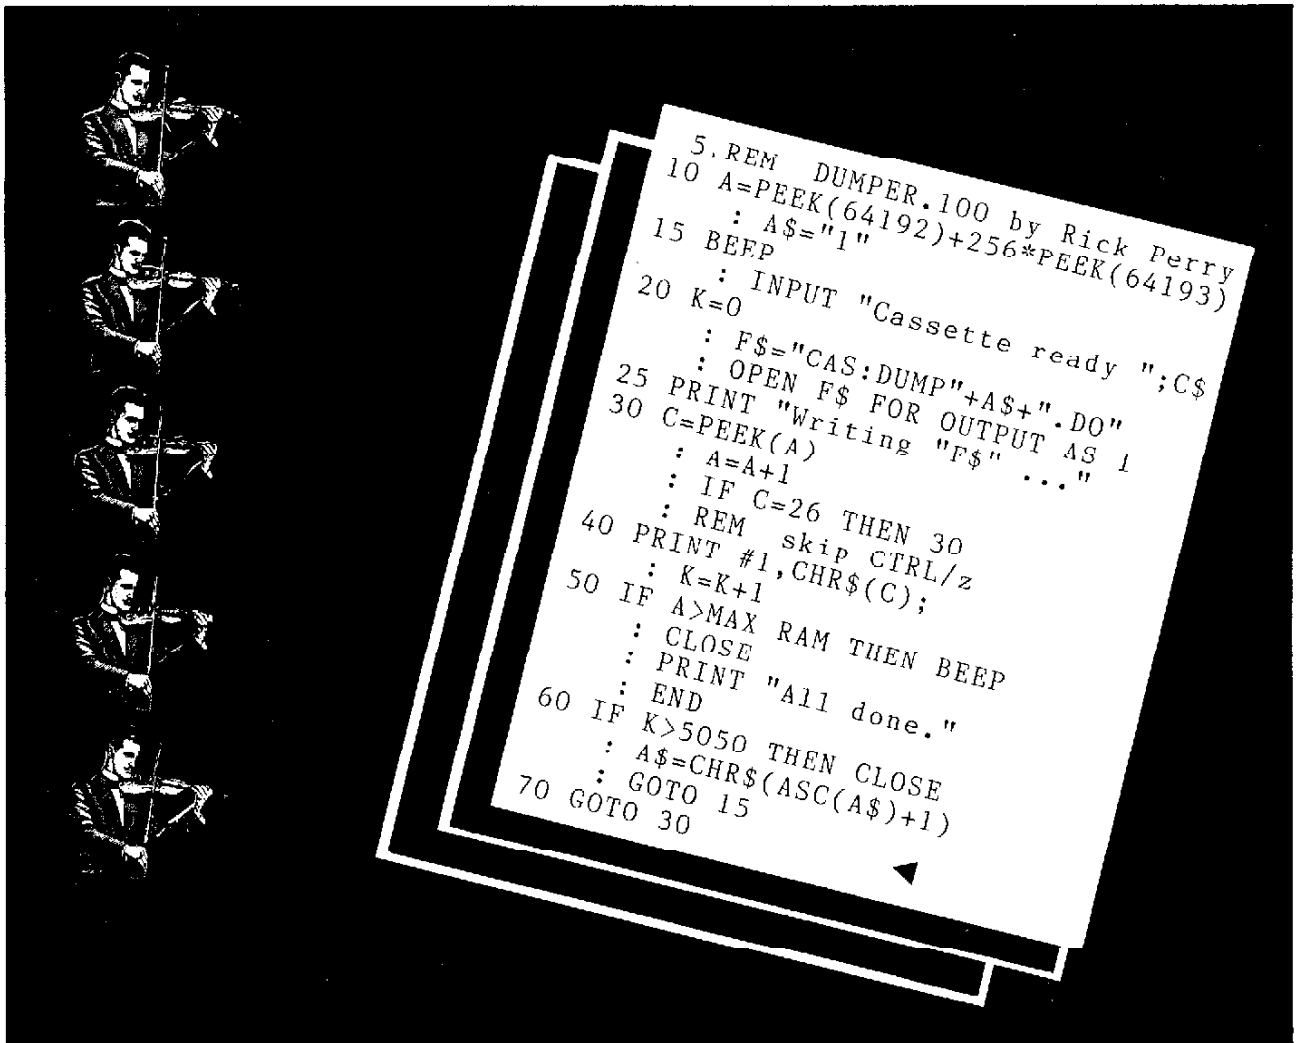 5 REM DUMPER.100 by Rick Perry
10 A=PEEK(64192)+256*PEEK(64193)
: A$="1"
15 BEEP
: INPUT "Cassette ready ";C$
20 K=0
: F$="CAS:DUMP"+A$+".DO"
: OPEN F$ FOR OUTPUT AS 1
25 PRINT "Writing "F$" ..."
30 C=PEEK(A)
: A=A+1
: IF C=26 THEN 30
: REM skip CTRL/z
40 PRINT #1,CHR$(C);
: K=K+1
50 IF A>MAX RAM THEN BEEP
: CLOSE
: PRINT "All done."
: END
60 IF K>5050 THEN CLOSE
: A$=CHR$(ASC(A$)+1)
: GOTO 15
70 GOTO 30